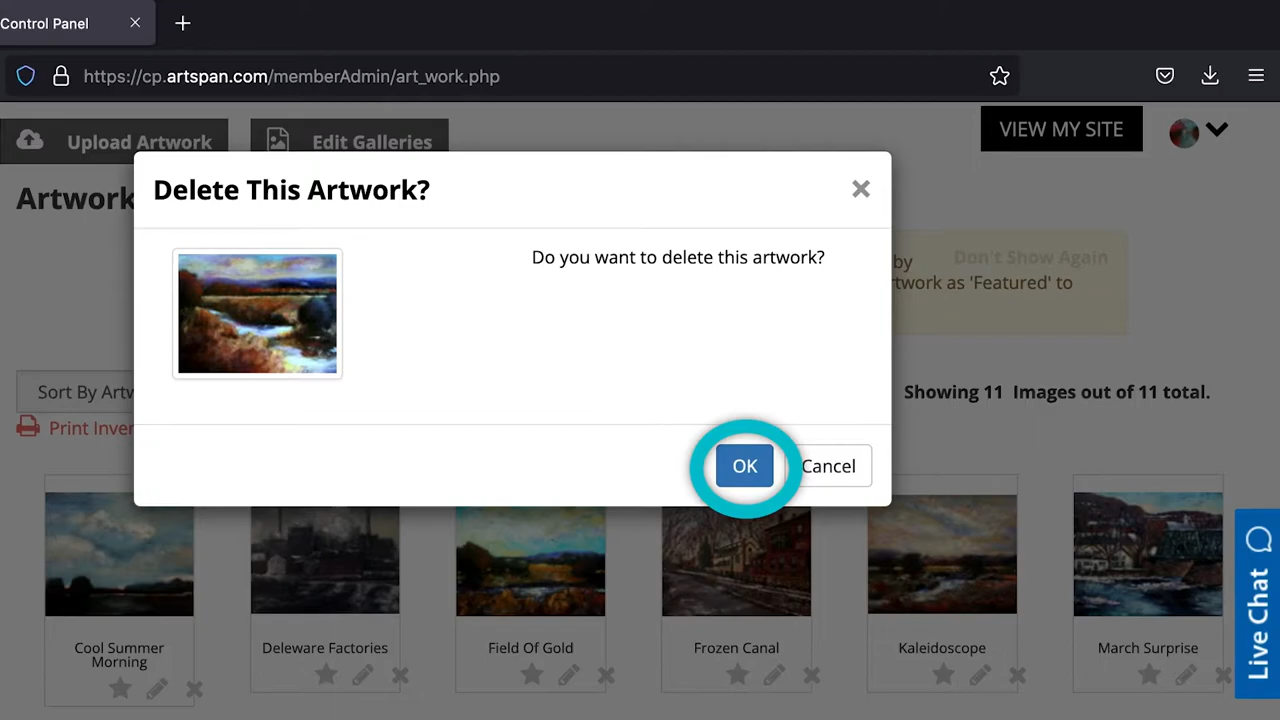 Control Panel
https://cp.artspan.com/memberAdmin/art_work.php
Upload Artwork
Edit Galleries
VIEW MY SITE
Artwork
Delete This Artwork?
Do you want to delete this artwork?
by
Don't Show Again
rtwork as 'Featured' to
Sort By Artw
Showing 11 Images out of 11 total.
Print Inver
OK
Cancel
Cool Summer
Morning
Deleware Factories
Field Of Gold
Frozen Canal
Kaleidoscope
March Surprise
Live Chat